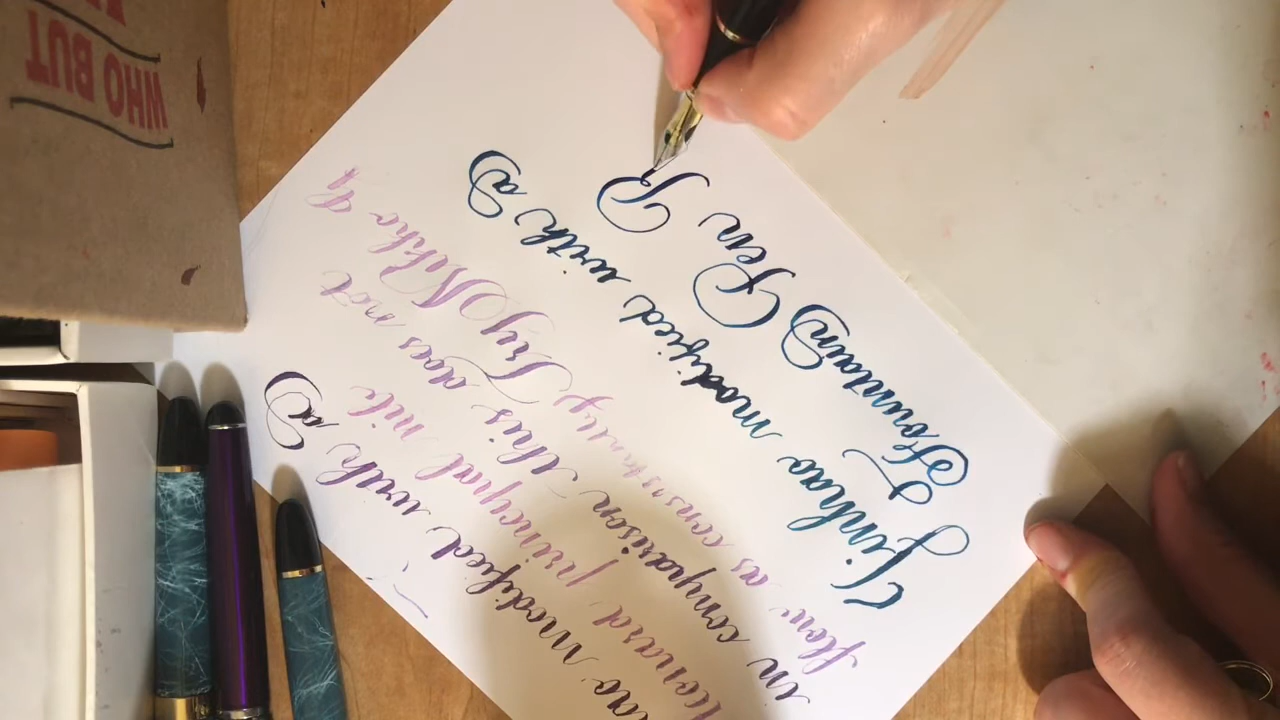 modified with a
principal nib
in comparison this does not
flow as Try Nikko G
Jinhao modified with a
Fountain Pen P
WHO BUT